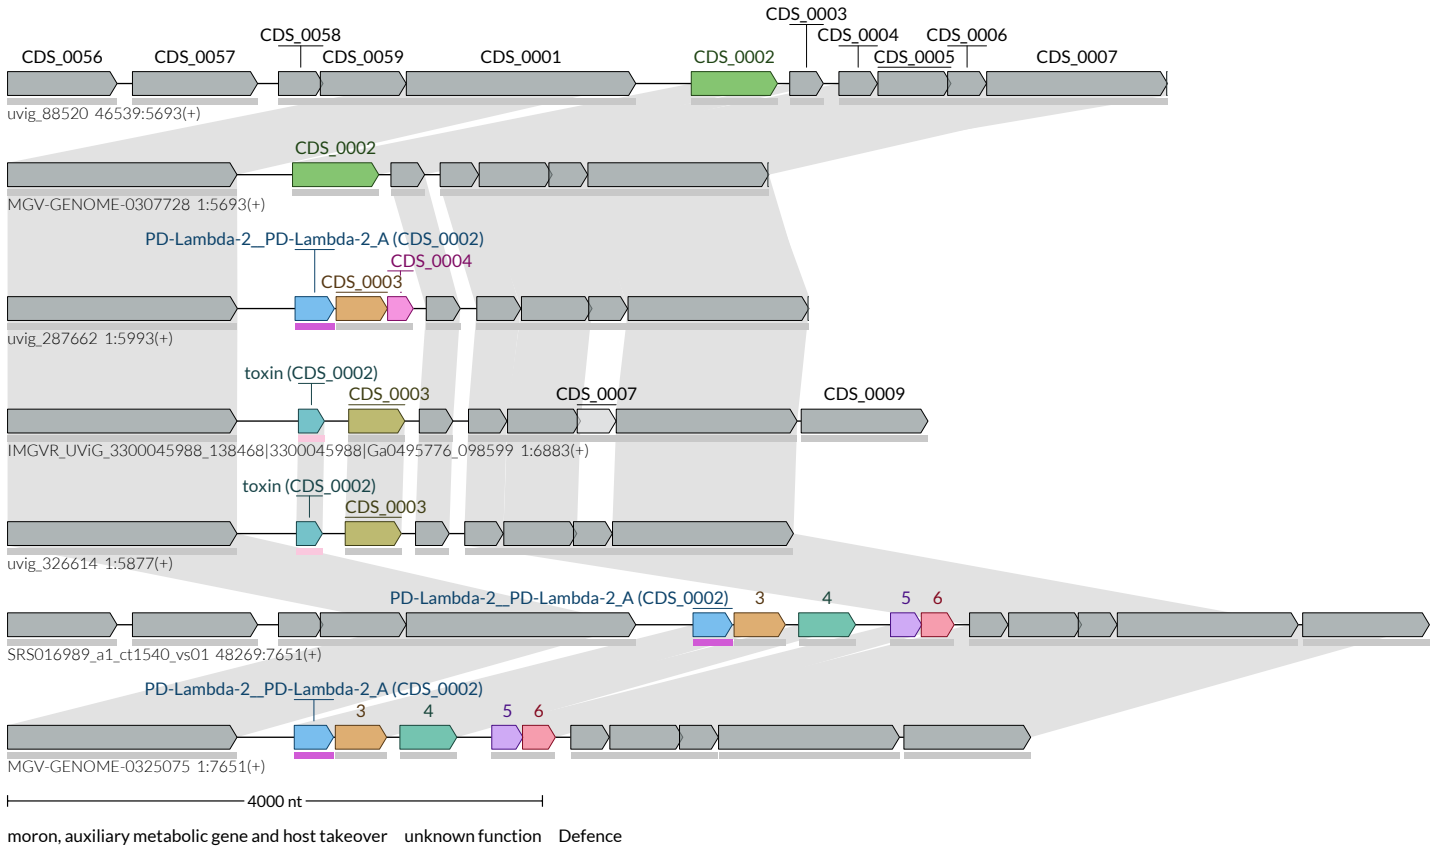 CDS_0003
CDS_0058 CDS_0004 CDS_0006
CDS_0056 CDS_0057 CDS_0059 CDS_0001 CDS_0002 CDS_0005 CDS_0007
uvig_88520 46539:5693(+)
CDS_0002
MGV-GENOME-0307728 1:5693(+)
PD-Lambda-2__PD-Lambda-2_A (CDS_0002)
CDS_0004
CDS_0003
uvig_287662 1:5993(+)
toxin (CDS_0002)
CDS_0003 CDS_0007 CDS_0009
IMGVR_UViG_3300045988_138468|3300045988|Ga0495776_098599 1:6883(+)
toxin (CDS_0002)
CDS_0003
uvig_326614 1:5877(+)
PD-Lambda-2__PD-Lambda-2_A (CDS_0002) 3 4 5 6
SRS016989_a1_ct1540_vs01 48269:7651(+)
PD-Lambda-2__PD-Lambda-2_A (CDS_0002)
3 4 5 6
MGV-GENOME-0325075 1:7651(+)
4000 nt
moron, auxiliary metabolic gene and host takeover unknown function Defence